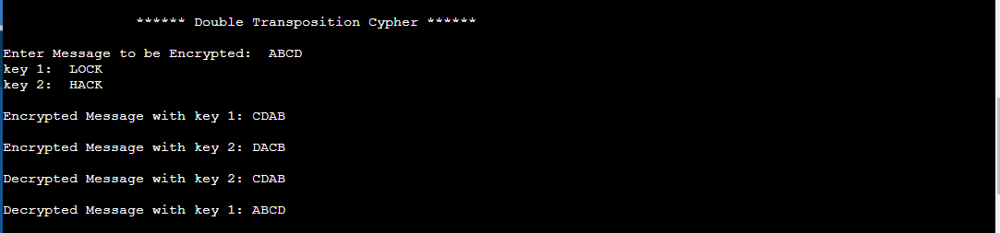 ****** Double Transposition Cypher ******
Enter Message to be Encrypted:  ABCD
key 1:  LOCK
key 2:  HACK
Encrypted Message with key 1: CDAB
Encrypted Message with key 2: DACB
Decrypted Message with key 2: CDAB
Decrypted Message with key 1: ABCD